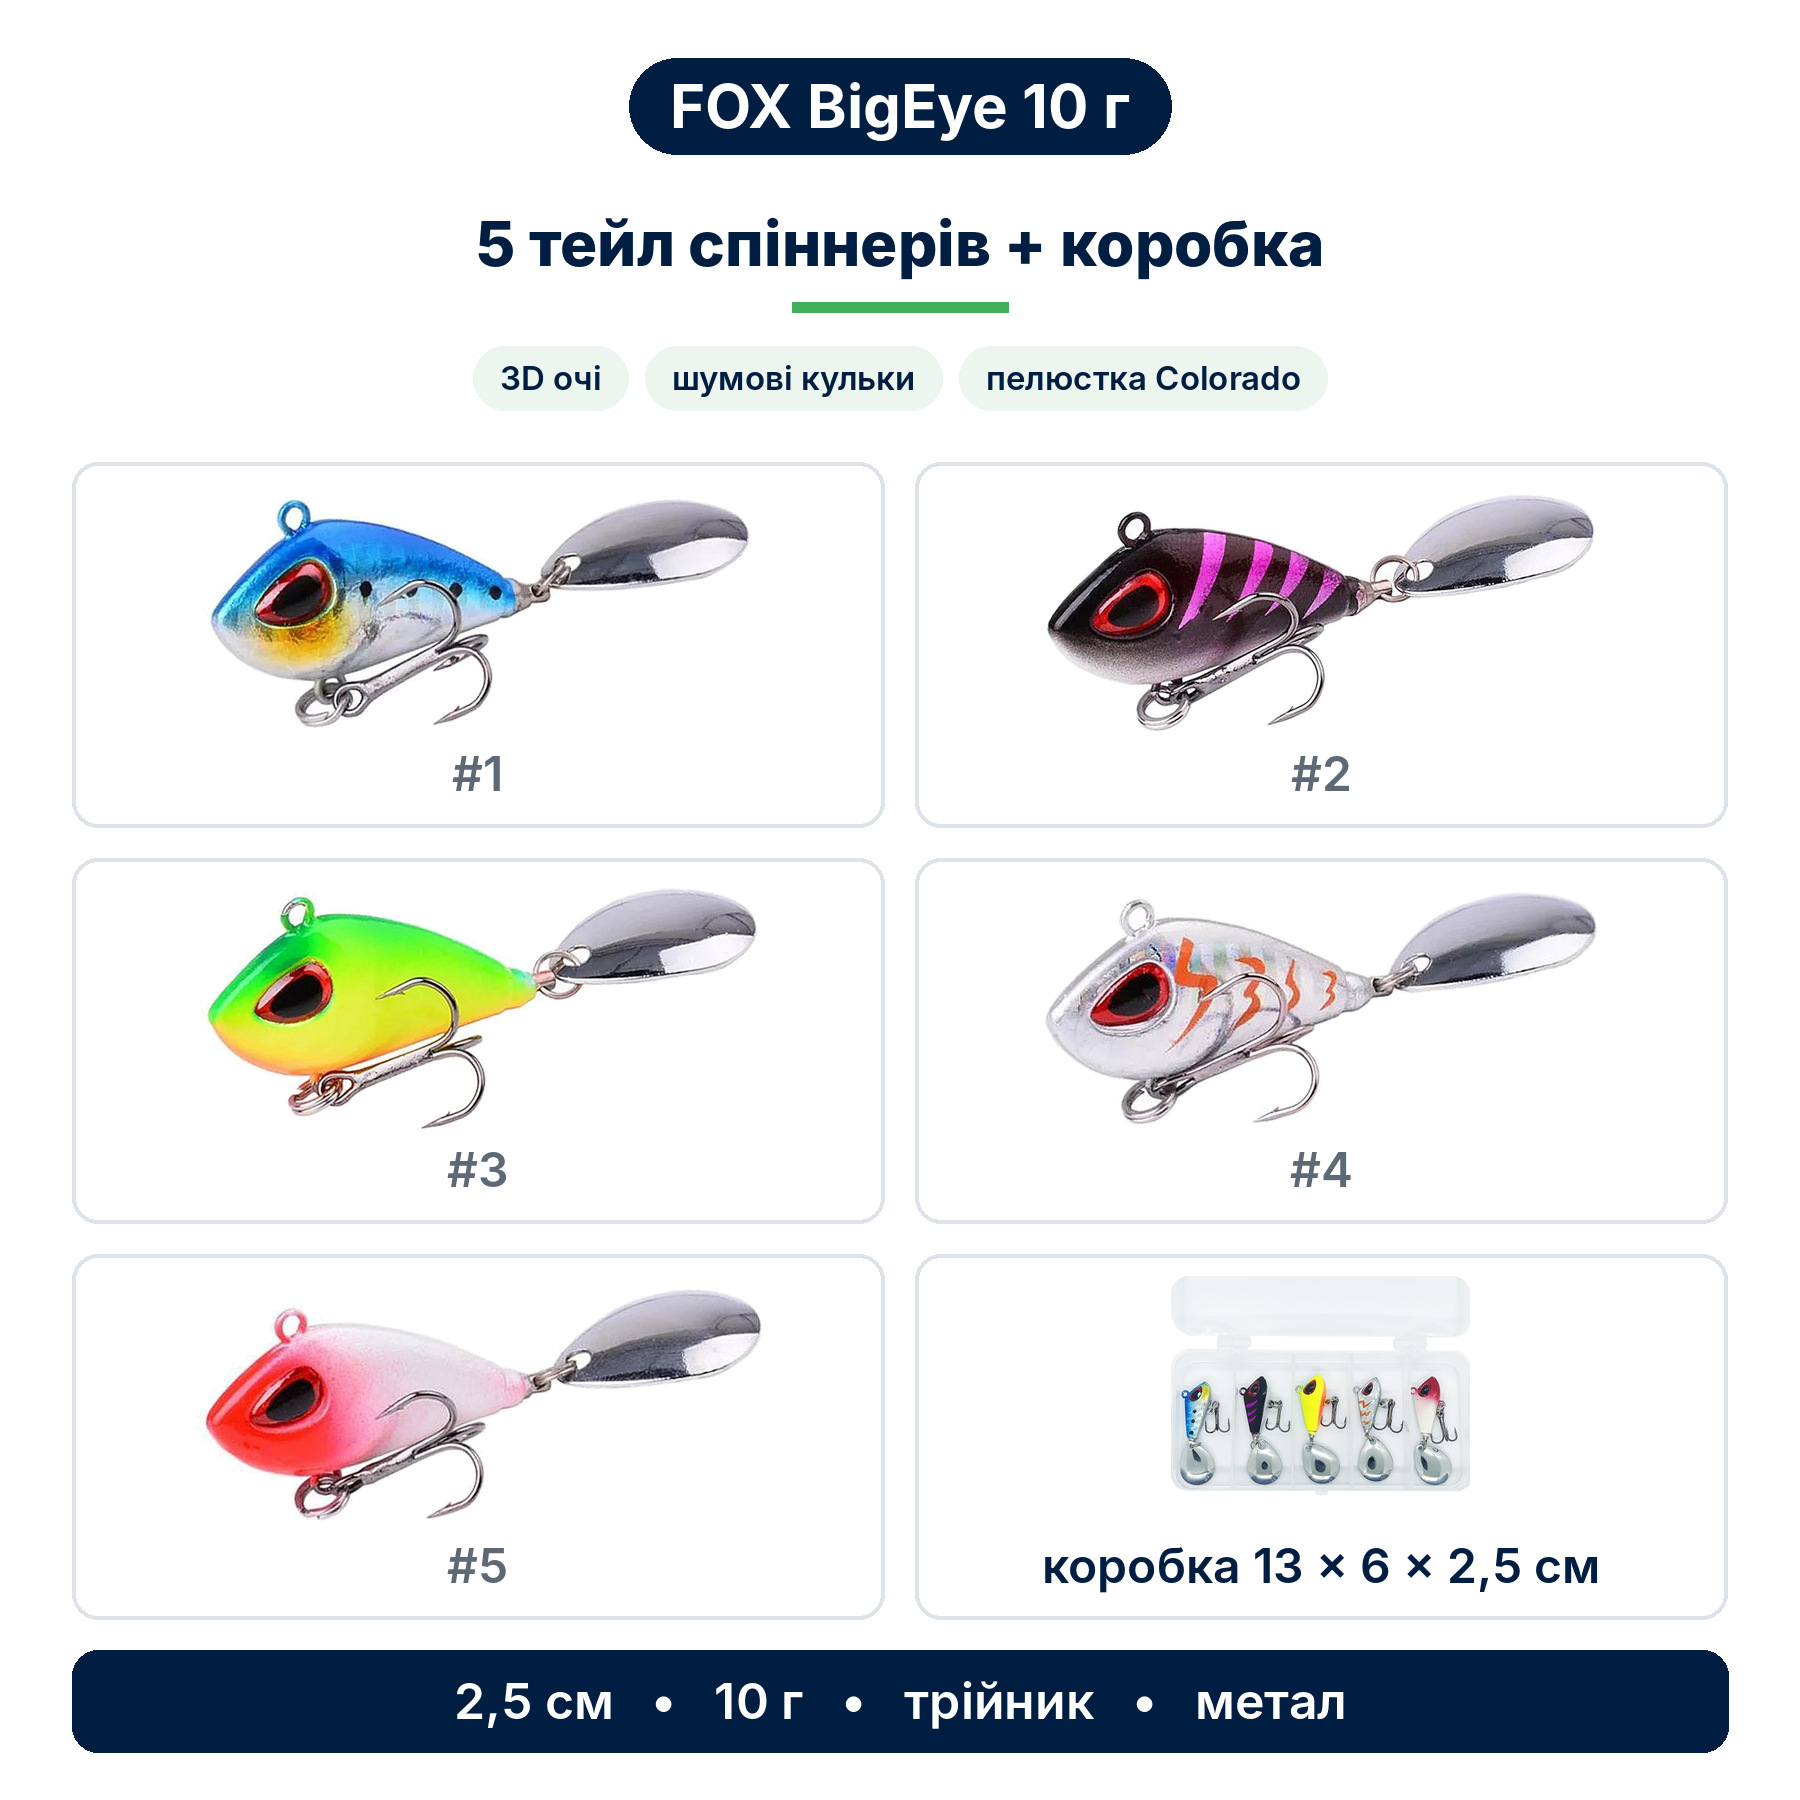 FOX BigEye 10 г
5 тейл спіннерів + коробка
3D очі
шумові кульки
пелюстка Colorado
#1
#2
#3
#4
#5
коробка 13 × 6 × 2,5 см
2,5 см • 10 г • трійник • метал